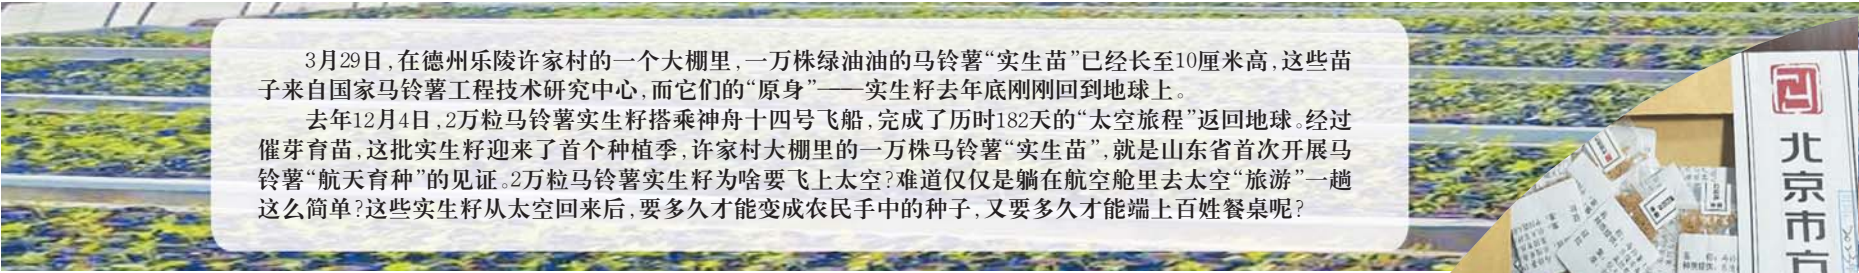 3月29日,在德州乐陵许家村的一个大棚里,一万株绿油油的马铃薯“实生苗”已经长至10厘米高,这些苗
子来自国家马铃薯工程技术研究中心,而它们的“原身”——实生籽去年底刚刚回到地球上。
去年12月4日,2万粒马铃薯实生籽搭乘神舟十四号飞船,完成了历时182天的“太空旅程”返回地球。经过
催芽育苗,这批实生籽迎来了首个种植季,许家村大棚里的一万株马铃薯“实生苗”,就是山东省首次开展马
铃薯“航天育种”的见证。2万粒马铃薯实生籽为啥要飞上太空?难道仅仅是躺在航空舱里去太空“旅游”一趟
这么简单?这些实生籽从太空回来后,要多久才能变成农民手中的种子,又要多久才能端上百姓餐桌呢?
北京市方